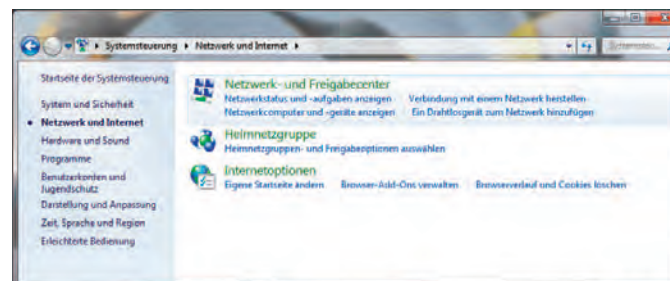 Systemsteuerung ▸ Netzwerk und Internet ▸
Startseite der Systemsteuerung
System und Sicherheit
Netzwerk und Internet
Hardware und Sound
Programme
Benutzerkonten und
Jugendschutz
Darstellung und Anpassung
Zeit, Sprache und Region
Erleichterte Bedienung
Netzwerk- und Freigabecenter
Netzwerkstatus und -aufgaben anzeigen Verbindung mit einem Netzwerk herstellen
Netzwerkcomputer und -geräte anzeigen Ein Drahtlosgerät zum Netzwerk hinzufügen
Heimnetzgruppe
Heimnetzgruppen- und Freigabeoptionen auswählen
Internetoptionen
Eigene Startseite ändern Browser-Add-Ons verwalten Browserverlauf und Cookies löschen